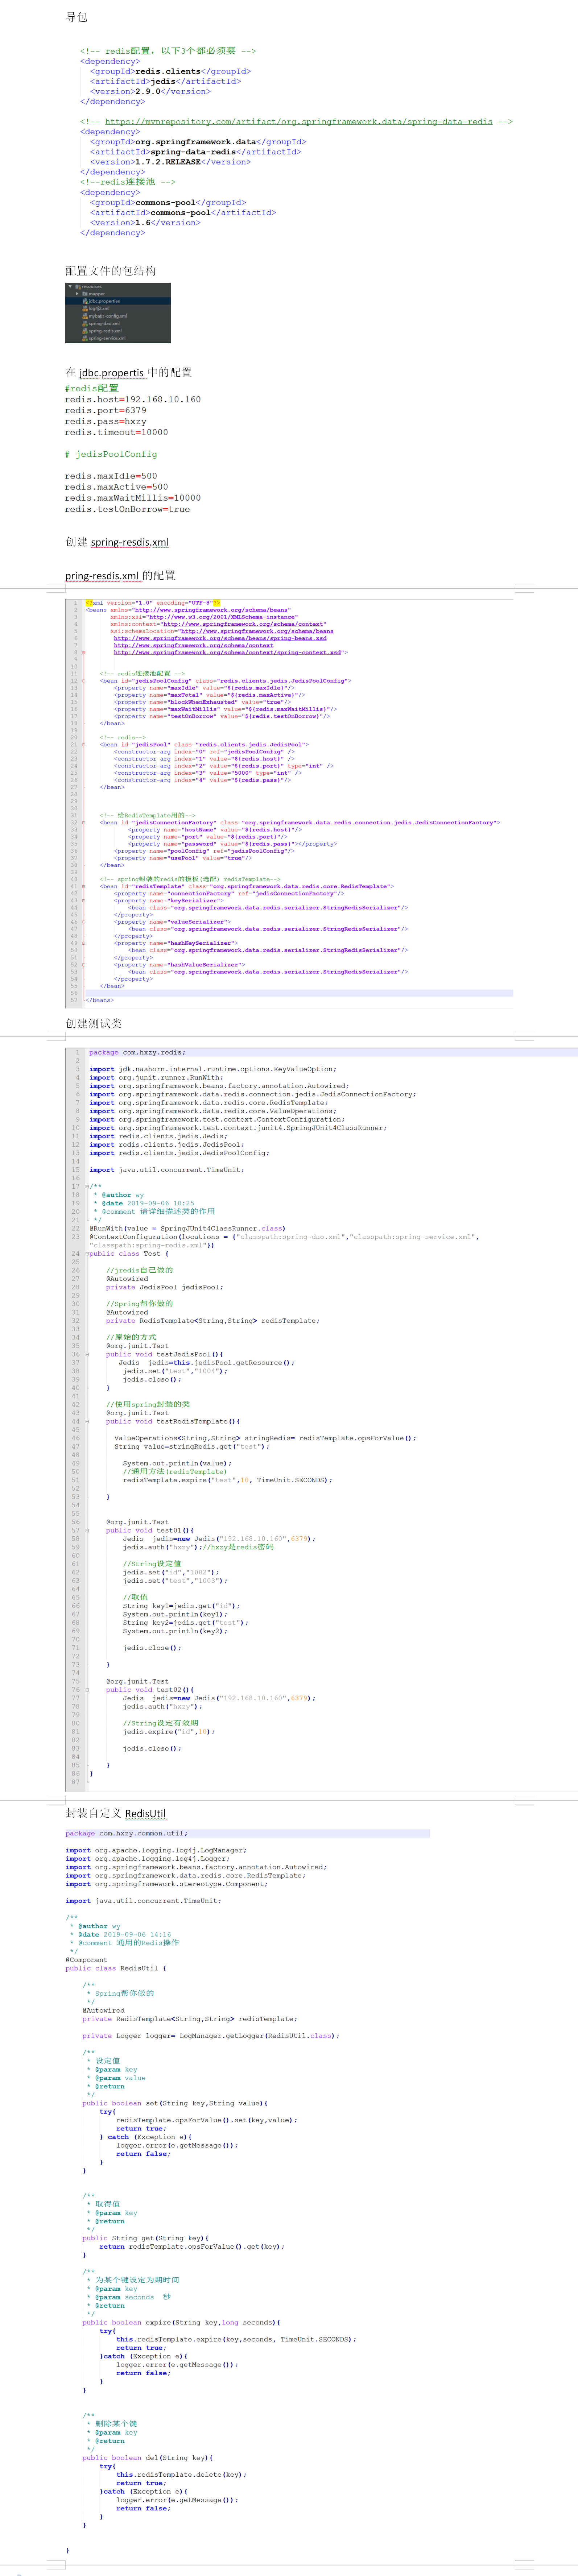 导包
<!-- redis配置，以下3个都必须要 -->
<dependency>
<groupId>redis.clients</groupId>
<artifactId>jedis</artifactId>
<version>2.9.0</version>
</dependency>
<!-- https://mvnrepository.com/artifact/org.springframework.data/spring-data-redis -->
<dependency>
<groupId>org.springframework.data</groupId>
<artifactId>spring-data-redis</artifactId>
<version>1.7.2.RELEASE</version>
</dependency>
<!--redis连接池 -->
<dependency>
<groupId>commons-pool</groupId>
<artifactId>commons-pool</artifactId>
<version>1.6</version>
</dependency>
配置文件的包结构
resources
mapper
jdbc.properties
log4j2.xml
mybatis-config.xml
spring-dao.xml
spring-redis.xml
spring-service.xml
在 jdbc.propertis 中的配置
#redis配置
redis.host=192.168.10.160
redis.port=6379
redis.pass=hxzy
redis.timeout=10000
# jedisPoolConfig
redis.maxIdle=500
redis.maxActive=500
redis.maxWaitMillis=10000
redis.testOnBorrow=true
创建 spring-resdis.xml
pring-resdis.xml 的配置
1 <?xml version="1.0" encoding="UTF-8"?>
2 <beans xmlns="http://www.springframework.org/schema/beans"
3 xmlns:xsi="http://www.w3.org/2001/XMLSchema-instance"
4 xmlns:context="http://www.springframework.org/schema/context"
5 xsi:schemaLocation="http://www.springframework.org/schema/beans
6 http://www.springframework.org/schema/beans/spring-beans.xsd
7 http://www.springframework.org/schema/context
8 http://www.springframework.org/schema/context/spring-context.xsd">
9
10
11 <!-- redis连接池配置 -->
12 <bean id="jedisPoolConfig" class="redis.clients.jedis.JedisPoolConfig">
13 <property name="maxIdle" value="${redis.maxIdle}"/>
14 <property name="maxTotal" value="${redis.maxActive}"/>
15 <property name="blockWhenExhausted" value="true"/>
16 <property name="maxWaitMillis" value="${redis.maxWaitMillis}"/>
17 <property name="testOnBorrow" value="${redis.testOnBorrow}"/>
18 </bean>
19
20 <!-- redis-->
21 <bean id="jedisPool" class="redis.clients.jedis.JedisPool">
22 <constructor-arg index="0" ref="jedisPoolConfig" />
23 <constructor-arg index="1" value="${redis.host}" />
24 <constructor-arg index="2" value="${redis.port}" type="int" />
25 <constructor-arg index="3" value="5000" type="int" />
26 <constructor-arg index="4" value="${redis.pass}"/>
27 </bean>
28
29
30
31 <!-- 给RedisTemplate用的-->
32 <bean id="jedisConnectionFactory" class="org.springframework.data.redis.connection.jedis.JedisConnectionFactory">
33 <property name="hostName" value="${redis.host}"/>
34 <property name="port" value="${redis.port}"/>
35 <property name="password" value="${redis.pass}"></property>
36 <property name="poolConfig" ref="jedisPoolConfig"/>
37 <property name="usePool" value="true"/>
38 </bean>
39
40 <!-- spring封装的redis的模板(选配) redisTemplate-->
41 <bean id="redisTemplate" class="org.springframework.data.redis.core.RedisTemplate">
42 <property name="connectionFactory" ref="jedisConnectionFactory"/>
43 <property name="keySerializer">
44 <bean class="org.springframework.data.redis.serializer.StringRedisSerializer"/>
45 </property>
46 <property name="valueSerializer">
47 <bean class="org.springframework.data.redis.serializer.StringRedisSerializer"/>
48 </property>
49 <property name="hashKeySerializer">
50 <bean class="org.springframework.data.redis.serializer.StringRedisSerializer"/>
51 </property>
52 <property name="hashValueSerializer">
53 <bean class="org.springframework.data.redis.serializer.StringRedisSerializer"/>
54 </property>
55 </bean>
56
57 </beans>
创建测试类
1 package com.hxzy.redis;
2
3 import jdk.nashorn.internal.runtime.options.KeyValueOption;
4 import org.junit.runner.RunWith;
5 import org.springframework.beans.factory.annotation.Autowired;
6 import org.springframework.data.redis.connection.jedis.JedisConnectionFactory;
7 import org.springframework.data.redis.core.RedisTemplate;
8 import org.springframework.data.redis.core.ValueOperations;
9 import org.springframework.test.context.ContextConfiguration;
10 import org.springframework.test.context.junit4.SpringJUnit4ClassRunner;
11 import redis.clients.jedis.Jedis;
12 import redis.clients.jedis.JedisPool;
13 import redis.clients.jedis.JedisPoolConfig;
14
15 import java.util.concurrent.TimeUnit;
16
17 /**
18 * @author wy
19 * @date 2019-09-06 10:25
20 * @comment 请详细描述类的作用
21 */
22 @RunWith(value = SpringJUnit4ClassRunner.class)
23 @ContextConfiguration(locations = {"classpath:spring-dao.xml","classpath:spring-service.xml",
"classpath:spring-redis.xml"})
24 public class Test {
25
26 //jredis自己做的
27 @Autowired
28 private JedisPool jedisPool;
29
30 //Spring帮你做的
31 @Autowired
32 private RedisTemplate<String,String> redisTemplate;
33
34 //原始的方式
35 @org.junit.Test
36 public void testJedisPool(){
37 Jedis jedis=this.jedisPool.getResource();
38 jedis.set("test","1004");
39 jedis.close();
40 }
41
42 //使用spring封装的类
43 @org.junit.Test
44 public void testRedisTemplate(){
45
46 ValueOperations<String,String> stringRedis= redisTemplate.opsForValue();
47 String value=stringRedis.get("test");
48
49 System.out.println(value);
50 //通用方法(redisTemplate)
51 redisTemplate.expire("test",10, TimeUnit.SECONDS);
52
53 }
54
55
56 @org.junit.Test
57 public void test01(){
58 Jedis jedis=new Jedis("192.168.10.160",6379);
59 jedis.auth("hxzy");//hxzy是redis密码
60
61 //String设定值
62 jedis.set("id","1002");
63 jedis.set("test","1003");
64
65 //取值
66 String key1=jedis.get("id");
67 System.out.println(key1);
68 String key2=jedis.get("test");
69 System.out.println(key2);
70
71 jedis.close();
72
73 }
74
75 @org.junit.Test
76 public void test02(){
77 Jedis jedis=new Jedis("192.168.10.160",6379);
78 jedis.auth("hxzy");
79
80 //String设定有效期
81 jedis.expire("id",10);
82
83 jedis.close();
84
85 }
86 }
87
封装自定义 RedisUtil
package com.hxzy.common.util;
import org.apache.logging.log4j.LogManager;
import org.apache.logging.log4j.Logger;
import org.springframework.beans.factory.annotation.Autowired;
import org.springframework.data.redis.core.RedisTemplate;
import org.springframework.stereotype.Component;
import java.util.concurrent.TimeUnit;
/**
* @author wy
* @date 2019-09-06 14:16
* @comment 通用的Redis操作
*/
@Component
public class RedisUtil {
/**
* Spring帮你做的
*/
@Autowired
private RedisTemplate<String,String> redisTemplate;
private Logger logger= LogManager.getLogger(RedisUtil.class);
/**
* 设定值
* @param key
* @param value
* @return
*/
public boolean set(String key,String value){
try{
redisTemplate.opsForValue().set(key,value);
return true;
} catch (Exception e){
logger.error(e.getMessage());
return false;
}
}
/**
* 取得值
* @param key
* @return
*/
public String get(String key){
return redisTemplate.opsForValue().get(key);
}
/**
* 为某个键设定为期时间
* @param key
* @param seconds 秒
* @return
*/
public boolean expire(String key,long seconds){
try{
this.redisTemplate.expire(key,seconds, TimeUnit.SECONDS);
return true;
}catch (Exception e){
logger.error(e.getMessage());
return false;
}
}
/**
* 删除某个键
* @param key
* @return
*/
public boolean del(String key){
try{
this.redisTemplate.delete(key);
return true;
}catch (Exception e){
logger.error(e.getMessage());
return false;
}
}
}